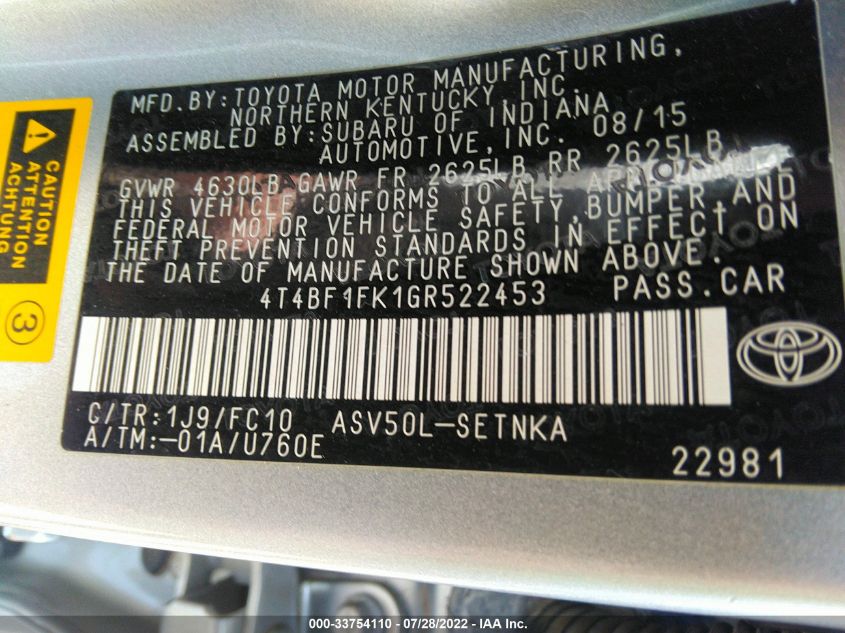 MFD.BY:TOYOTA MOTOR MANUFACTURING,
NORTHERN KENTUCKY, INC.
ASSEMBLED BY:SUBARU OF INDIANA
AUTOMOTIVE,INC. 08/15
GVWR 4630LB GAWR FR 2625LB RR 2625LB
THIS VEHICLE CONFORMS TO ALL
FEDERAL MOTOR VEHICLE SAFETY,BUMPER,AND
THEFT PREVENTION STANDARDS IN EFFECT ON
THE DATE OF MANUFACTURE SHOWN ABOVE.
4T4BF1FK1GR522453 PASS.CAR
C/TR:1J9/FC10 ASV50L-SETNKA
A/TM:-01A/U760E
22981
CAUTION
ATTENTION
ACHTUNG
3
000-33754110 - 07/28/2022 - IAA Inc.